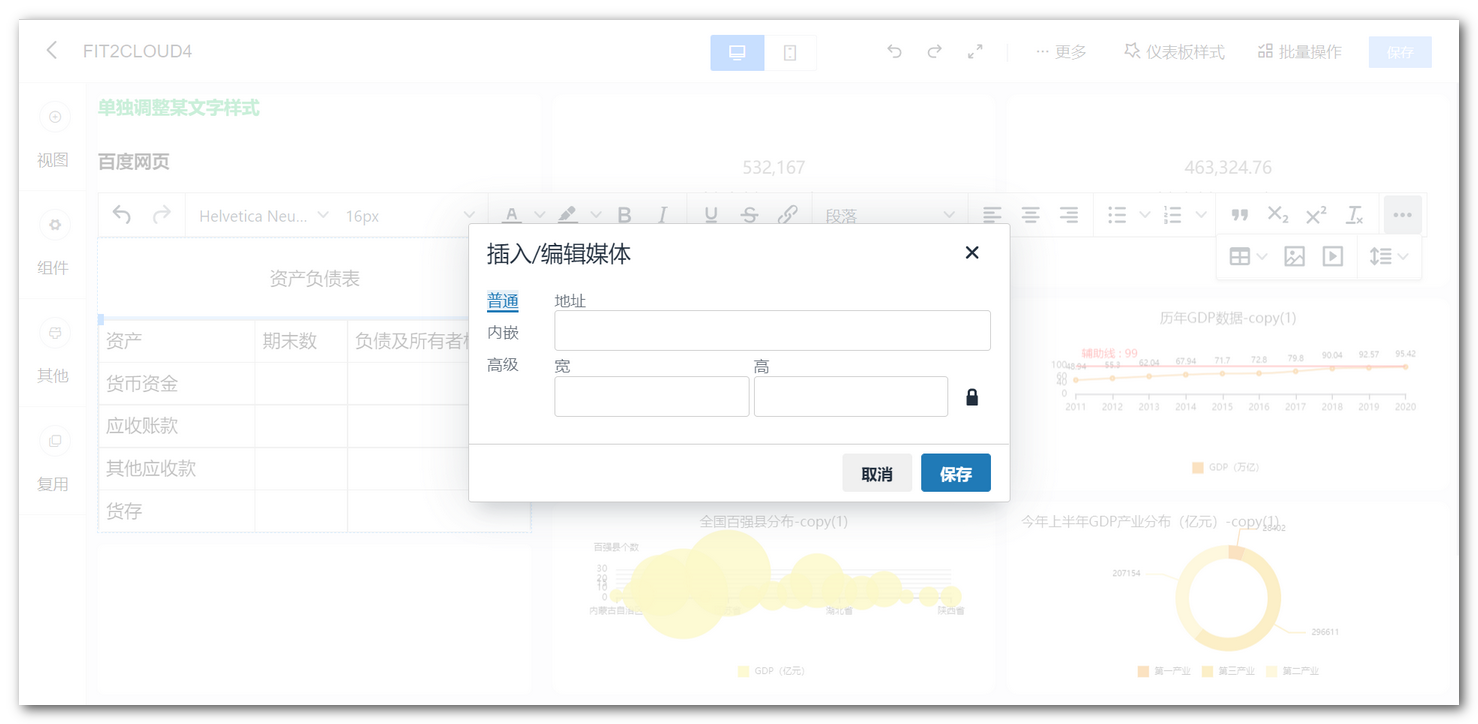 FIT2CLOUD4
··· 更多
仪表板样式
批量操作
保存
视图
组件
其他
复用
单独调整某文字样式
百度网页
532,167
463,324.76
Helvetica Neu...
16px
段落
资产负债表
资产
期末数
负债及所有者
货币资金
应收账款
其他应收款
货存
插入/编辑媒体
普通
内嵌
高级
地址
宽
高
取消
保存
历年GDP数据-copy(1)
辅助线 : 99
100
60
40
0
48.94
55.3
62.04
67.94
71.7
72.8
79.8
90.04
92.57
95.42
2011
2012
2013
2014
2015
2016
2017
2018
2019
2020
GDP（万亿）
全国百强县分布-copy(1)
百强县个数
30
20
10
0
内蒙古自治区
湖北省
陕西省
GDP（亿元）
今年上半年GDP产业分布（亿元）-copy(1)
28402
207154
296611
第一产业
第三产业
第二产业